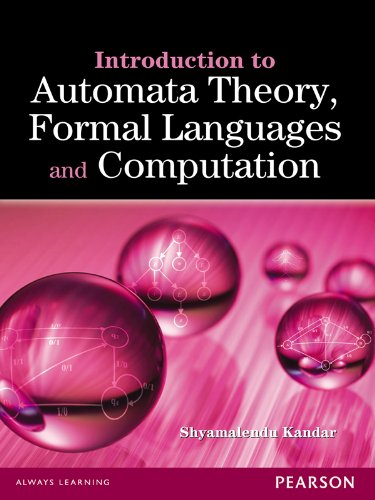 Introduction to
Automata Theory,
Formal Languages
and Computation
Shyamalendu Kandar
ALWAYS LEARNING
PEARSON